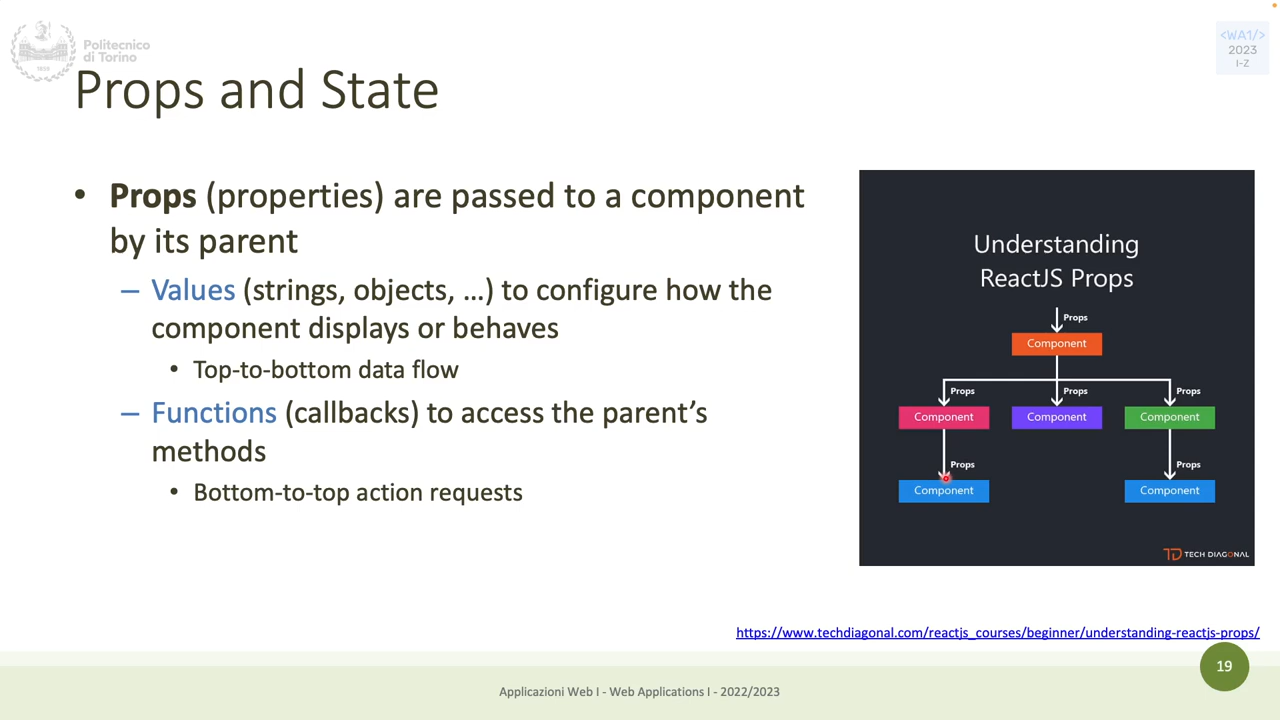 Politecnico
di Torino
<WA1/>
2023
I-Z
Props and State
• Props (properties) are passed to a component
by its parent
– Values (strings, objects, …) to configure how the
component displays or behaves
• Top-to-bottom data flow
– Functions (callbacks) to access the parent’s
methods
• Bottom-to-top action requests
Understanding
ReactJS Props
Props
Component
Props Props Props
Component Component Component
Props Props
Component Component
TD TECH DIAGONAL
https://www.techdiagonal.com/reactjs_courses/beginner/understanding-reactjs-props/
19
Applicazioni Web I - Web Applications I - 2022/2023